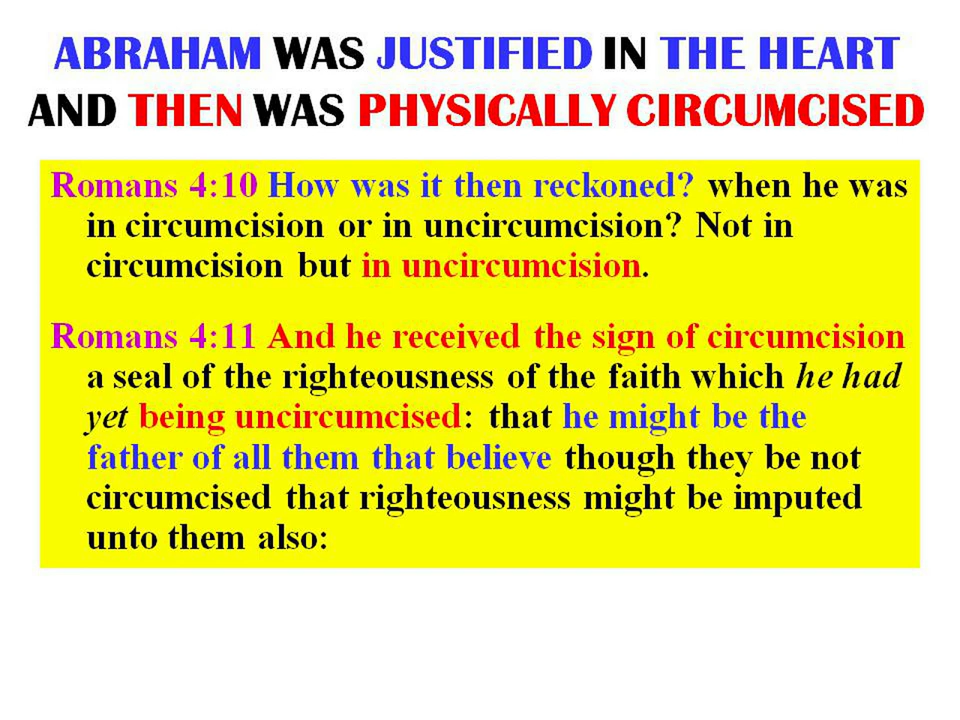 ABRAHAM WAS JUSTIFIED IN THE HEART
AND THEN WAS PHYSICALLY CIRCUMCISED
Romans 4:10 How was it then reckoned? when he was
in circumcision or in uncircumcision? Not in
circumcision but in uncircumcision.
Romans 4:11 And he received the sign of circumcision
a seal of the righteousness of the faith which he had
yet being uncircumcised: that he might be the
father of all them that believe though they be not
circumcised that righteousness might be imputed
unto them also: